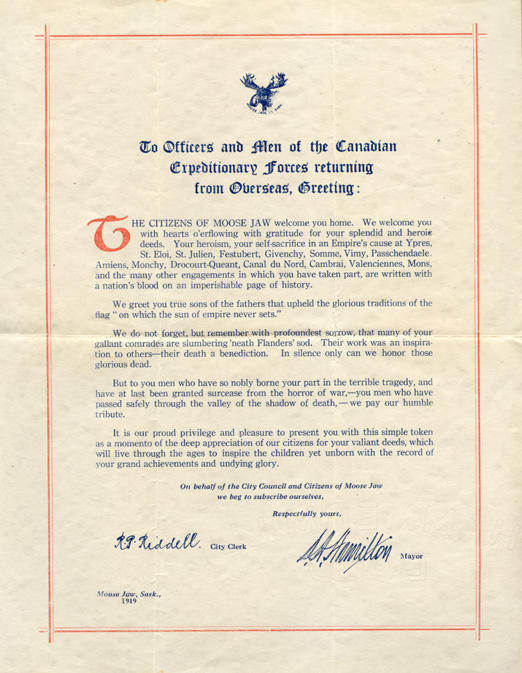 To Officers and Men of the Canadian
Expeditionary Forces returning
from Overseas, Greeting:
THE CITIZENS OF MOOSE JAW welcome you home. We welcome you
with hearts o'erflowing with gratitude for your splendid and heroic
deeds. Your heroism, your self-sacrifice in an Empire's cause at Ypres,
St. Eloi, St. Julien, Festubert, Givenchy, Somme, Vimy, Passchendaele.
Amiens, Monchy, Drocourt-Queant, Canal du Nord, Cambrai, Valenciennes, Mons,
and the many other engagements in which you have taken part, are written with
a nation's blood on an imperishable page of history.
We greet you true sons of the fathers that upheld the glorious traditions of the
flag " on which the sun of empire never sets."
We do not forget, but remember with profoundest sorrow, that many of your
gallant comrades are slumbering 'neath Flanders' sod. Their work was an inspira-
tion to others—their death a benediction. In silence only can we honor those
glorious dead.
But to you men who have so nobly borne your part in the terrible tragedy, and
have at last been granted surcease from the horror of war,—you men who have
passed safely through the valley of the shadow of death,—we pay our humble
tribute.
It is our proud privilege and pleasure to present you with this simple token
as a momento of the deep appreciation of our citizens for your valiant deeds, which
will live through the ages to inspire the children yet unborn with the record of
your grand achievements and undying glory.
On behalf of the City Council and Citizens of Moose Jaw
we beg to subscribe ourselves,
Respectfully yours,
Riddell. City Clerk
Hamilton Mayor
Moose Jaw, Sask.,
1919